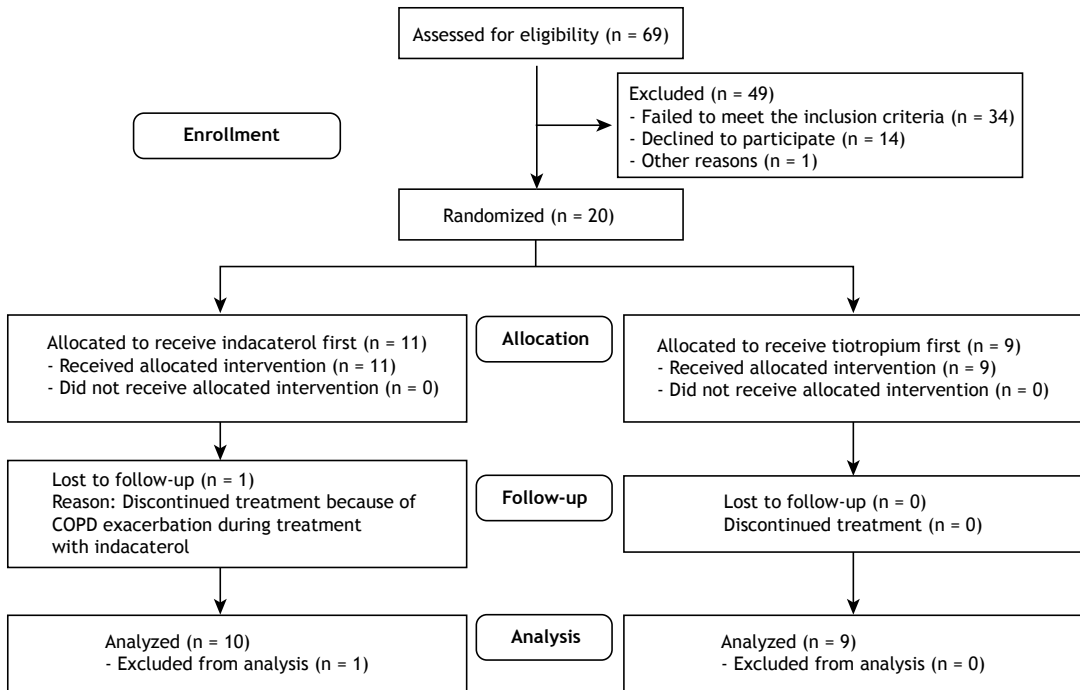 Assessed for eligibility (n = 69)
Excluded (n = 49)
- Failed to meet the inclusion criteria (n = 34)
- Declined to participate (n = 14)
- Other reasons (n = 1)
Enrollment
Randomized (n = 20)
Allocated to receive indacaterol first (n = 11)
- Received allocated intervention (n = 11)
- Did not receive allocated intervention (n = 0)
Allocation
Allocated to receive tiotropium first (n = 9)
- Received allocated intervention (n = 9)
- Did not receive allocated intervention (n = 0)
Lost to follow-up (n = 1)
Reason: Discontinued treatment because of
COPD exacerbation during treatment
with indacaterol
Follow-up
Lost to follow-up (n = 0)
Discontinued treatment (n = 0)
Analyzed (n = 10)
- Excluded from analysis (n = 1)
Analysis
Analyzed (n = 9)
- Excluded from analysis (n = 0)